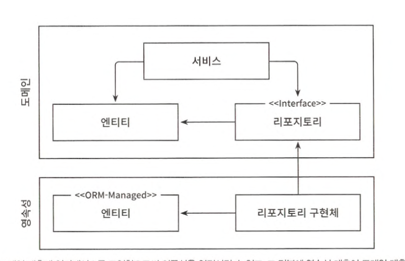 도메인
서비스
<<Interface>>
엔티티
리포지토리
영속성
<<ORM-Managed>>
엔티티
리포지토리 구현체